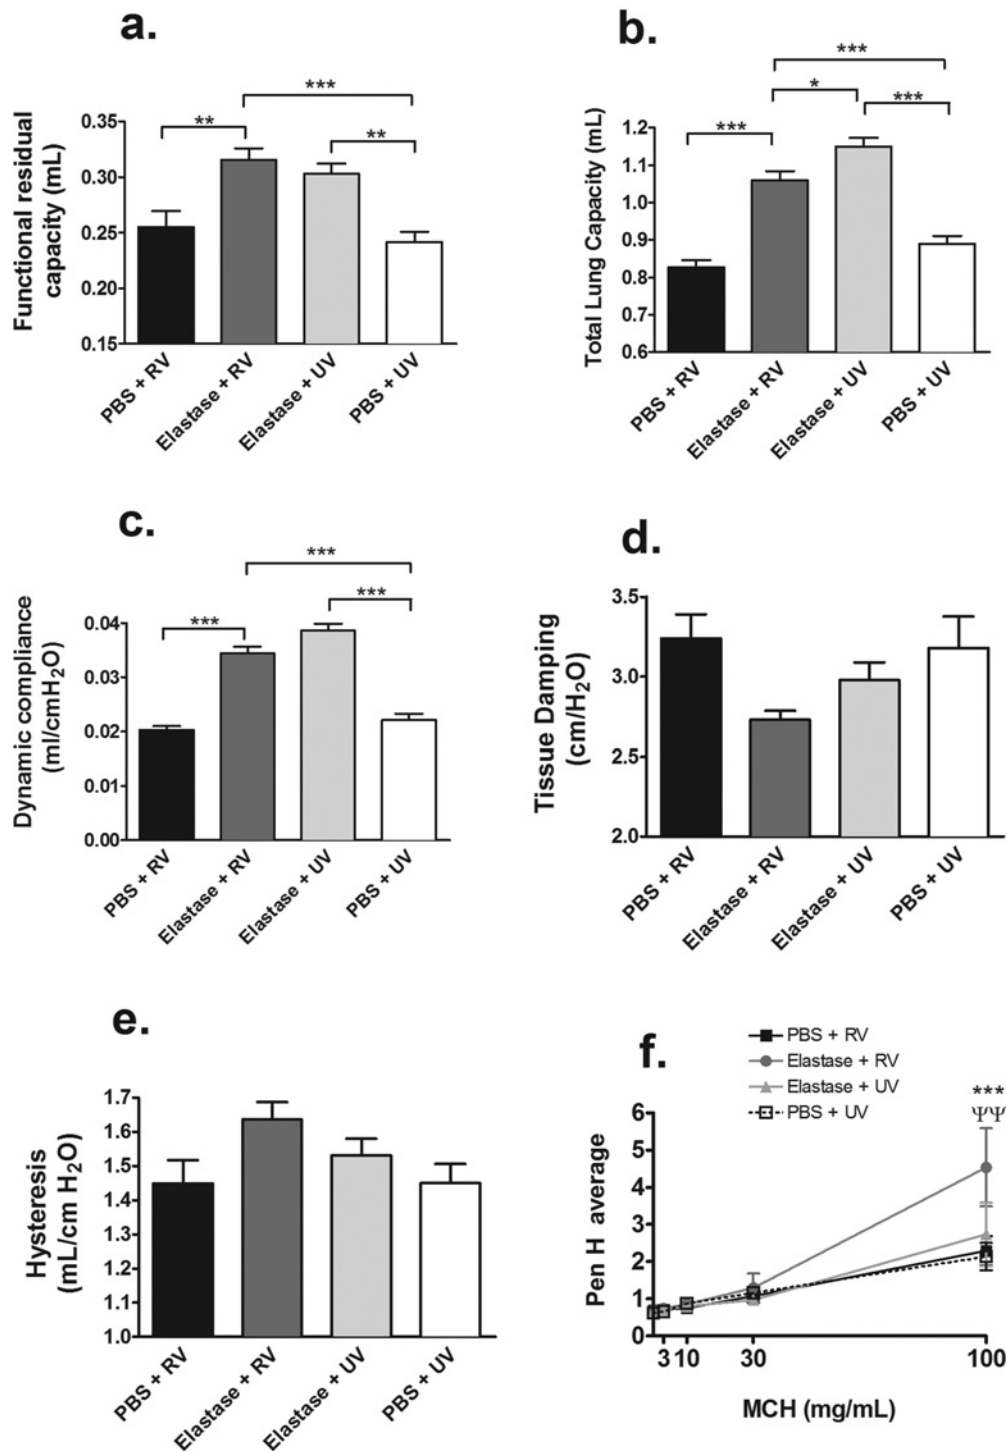 a.
Functional residual
capacity (mL)
***
**
**
0.35
0.30
0.25
0.20
0.15
PBS + RV
Elastase + RV
Elastase + UV
PBS + UV
b.
Total Lung Capacity (mL)
***
*
***
***
1.2
1.1
1.0
0.9
0.8
0.7
0.6
PBS + RV
Elastase + RV
Elastase + UV
PBS + UV
c.
Dynamic compliance
(ml/cmH₂O)
***
***
***
0.04
0.03
0.02
0.01
0.00
PBS + RV
Elastase + RV
Elastase + UV
PBS + UV
d.
Tissue Damping
(cm/H₂O)
3.5
3.0
2.5
2.0
PBS + RV
Elastase + RV
Elastase + UV
PBS + UV
e.
Hysteresis
(mL/cm H₂O)
1.7
1.6
1.5
1.4
1.3
1.2
1.1
1.0
PBS + RV
Elastase + RV
Elastase + UV
PBS + UV
f.
PBS + RV
Elastase + RV
Elastase + UV
PBS + UV
***
ΨΨ
Pen H average
6
5
4
3
2
1
0
3 10 30 100
MCH (mg/mL)